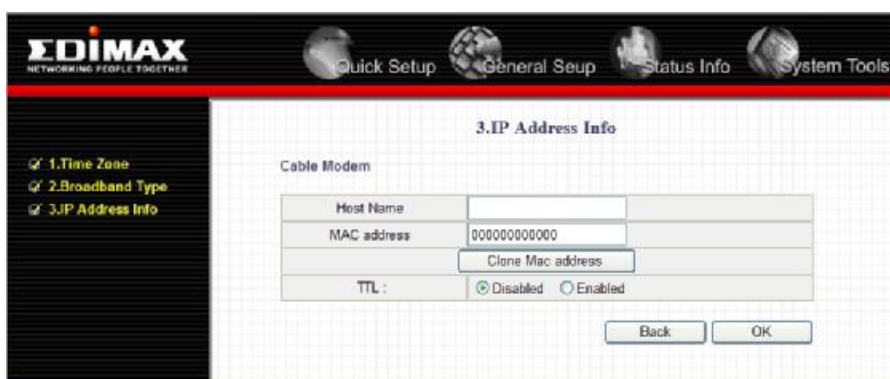 EDIMAX
NETWORKING PEOPLE TOGETHER
Quick Setup General Seup Status Info System Tools
3.IP Address Info
1.Time Zone
2.Broadband Type
3.IP Address Info
Cable Modem
Host Name
MAC address 000000000000
Clone Mac address
TTL : Disabled Enabled
Back OK